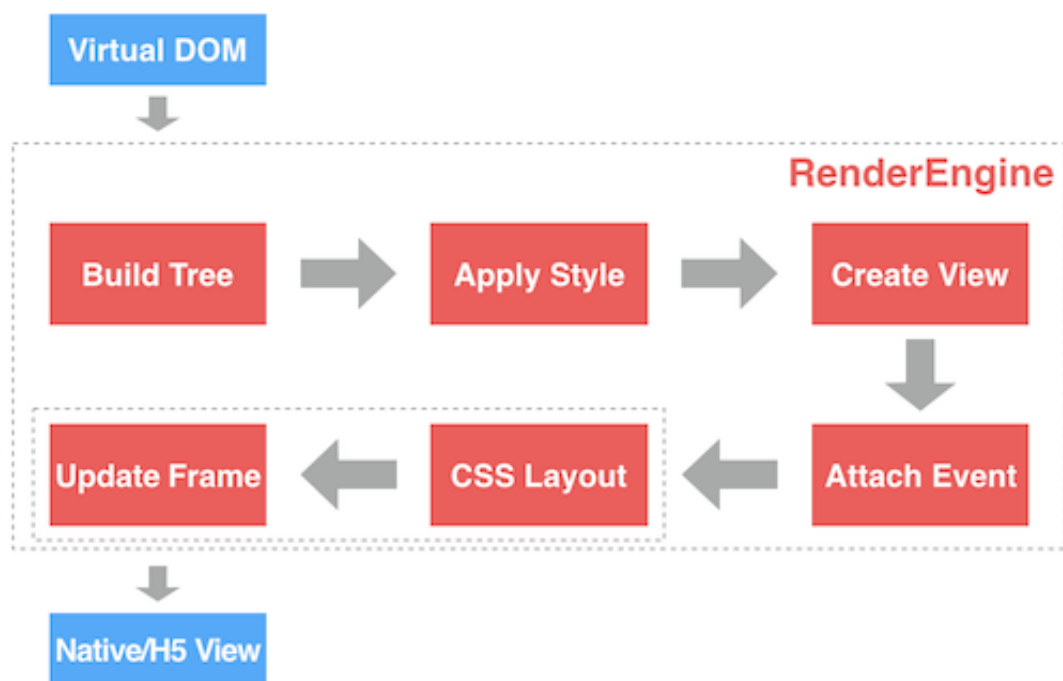 Virtual DOM
RenderEngine
Build Tree
Apply Style
Create View
Update Frame
CSS Layout
Attach Event
Native/H5 View